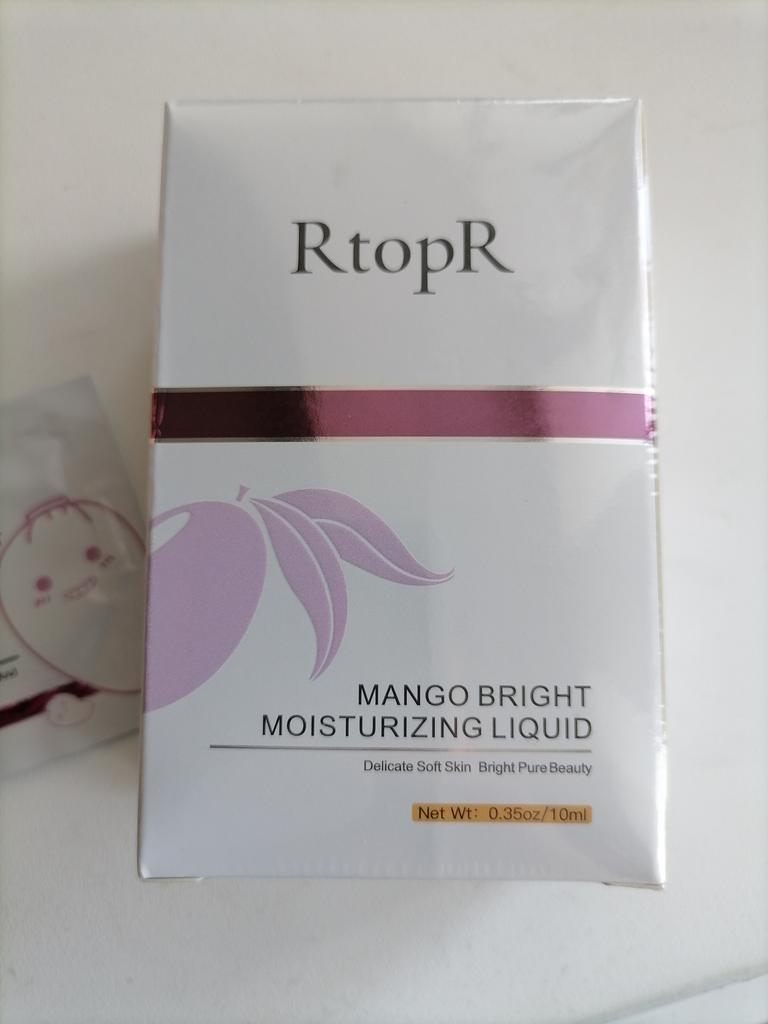 RtopR
MANGO BRIGHT
MOISTURIZING LIQUID
Delicate Soft Skin Bright Pure Beauty
Net Wt: 0.35oz/10ml